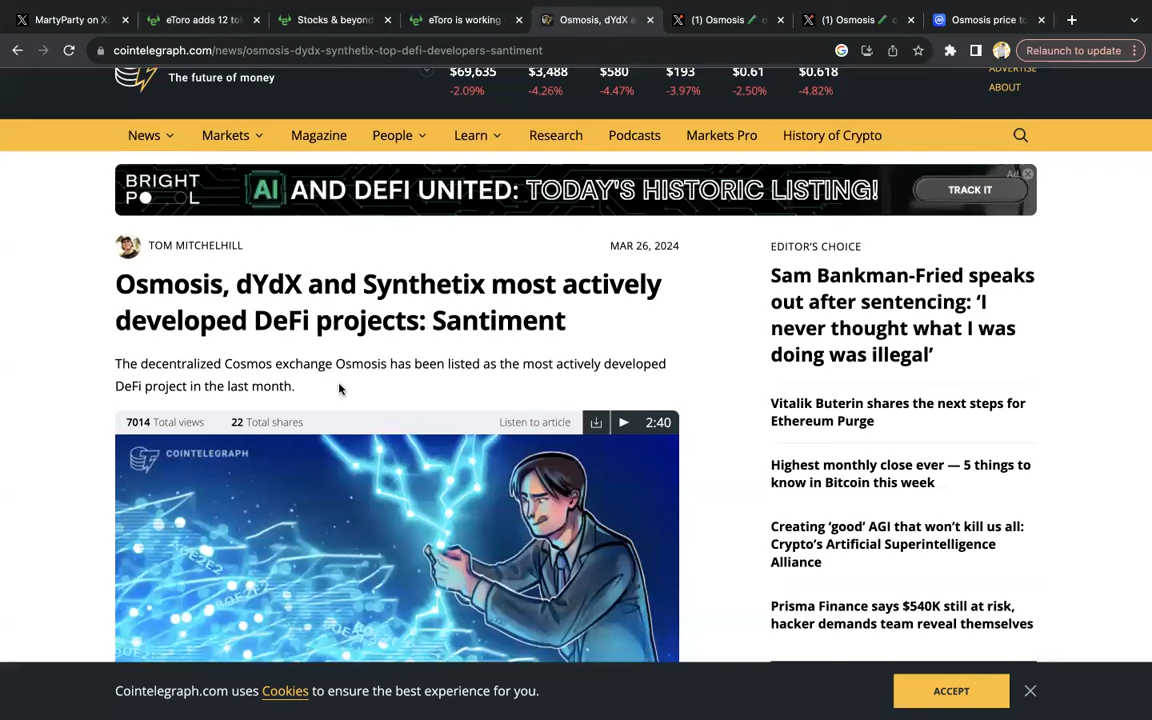 MartyParty on X
eToro adds 12 to
Stocks & beyond
eToro is working
Osmosis, dYdX a
(1) Osmosis
(1) Osmosis
Osmosis price to
cointelegraph.com/news/osmosis-dydx-synthetix-top-defi-developers-santiment
Relaunch to update
The future of money
$69,635 $3,488 $580 $193 $0.61 $0.618
-2.09% -4.26% -4.47% -3.97% -2.50% -4.82%
ADVERTISE
ABOUT
News Markets Magazine People Learn Research Podcasts Markets Pro History of Crypto
BRIGHT
POOL
AI AND DEFI UNITED: TODAY'S HISTORIC LISTING!
TRACK IT
Ad
TOM MITCHELHILL
MAR 26, 2024
Osmosis, dYdX and Synthetix most actively
developed DeFi projects: Santiment
The decentralized Cosmos exchange Osmosis has been listed as the most actively developed
DeFi project in the last month.
7014 Total views 22 Total shares Listen to article 2:40
COINTELEGRAPH
EDITOR'S CHOICE
Sam Bankman-Fried speaks
out after sentencing: ‘I
never thought what I was
doing was illegal’
Vitalik Buterin shares the next steps for
Ethereum Purge
Highest monthly close ever — 5 things to
know in Bitcoin this week
Creating ‘good’ AGI that won’t kill us all:
Crypto’s Artificial Superintelligence
Alliance
Prisma Finance says $540K still at risk,
hacker demands team reveal themselves
Cointelegraph.com uses Cookies to ensure the best experience for you.
ACCEPT